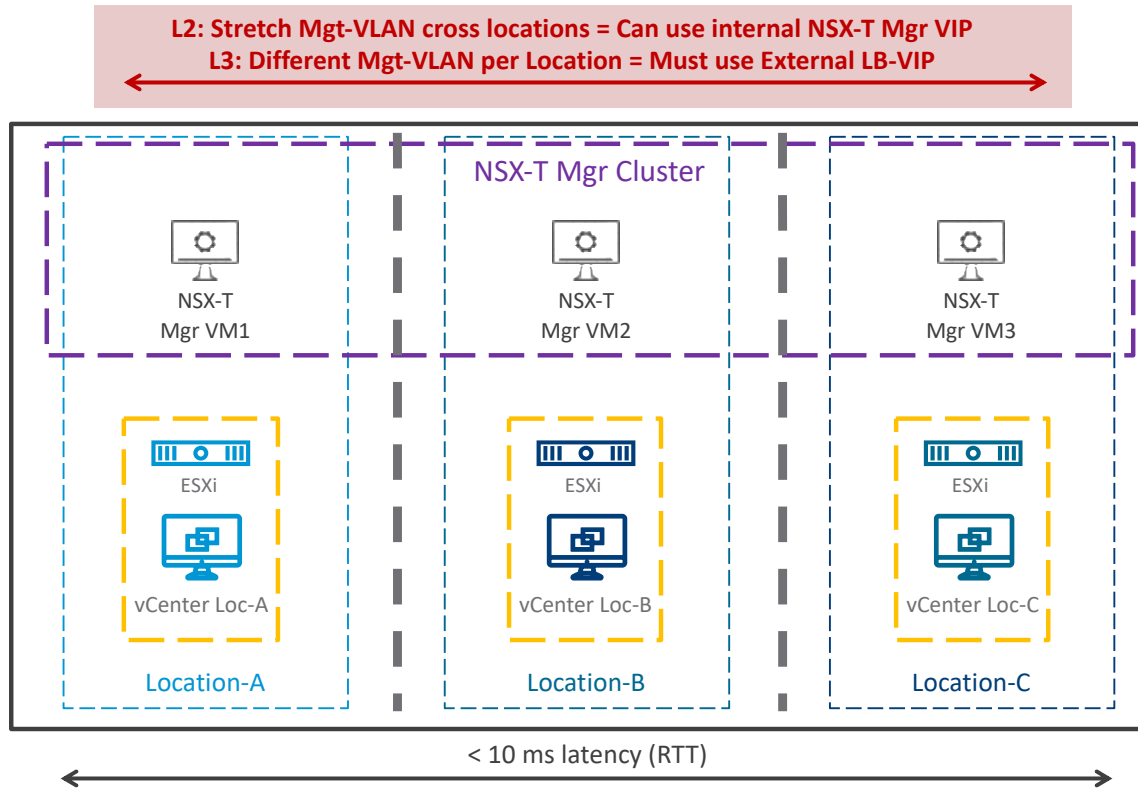 L2: Stretch Mgt-VLAN cross locations = Can use internal NSX-T Mgr VIP
L3: Different Mgt-VLAN per Location = Must use External LB-VIP
NSX-T Mgr Cluster
NSX-T
Mgr VM1
NSX-T
Mgr VM2
NSX-T
Mgr VM3
ESXi
ESXi
ESXi
vCenter Loc-A
vCenter Loc-B
vCenter Loc-C
Location-A
Location-B
Location-C
< 10 ms latency (RTT)